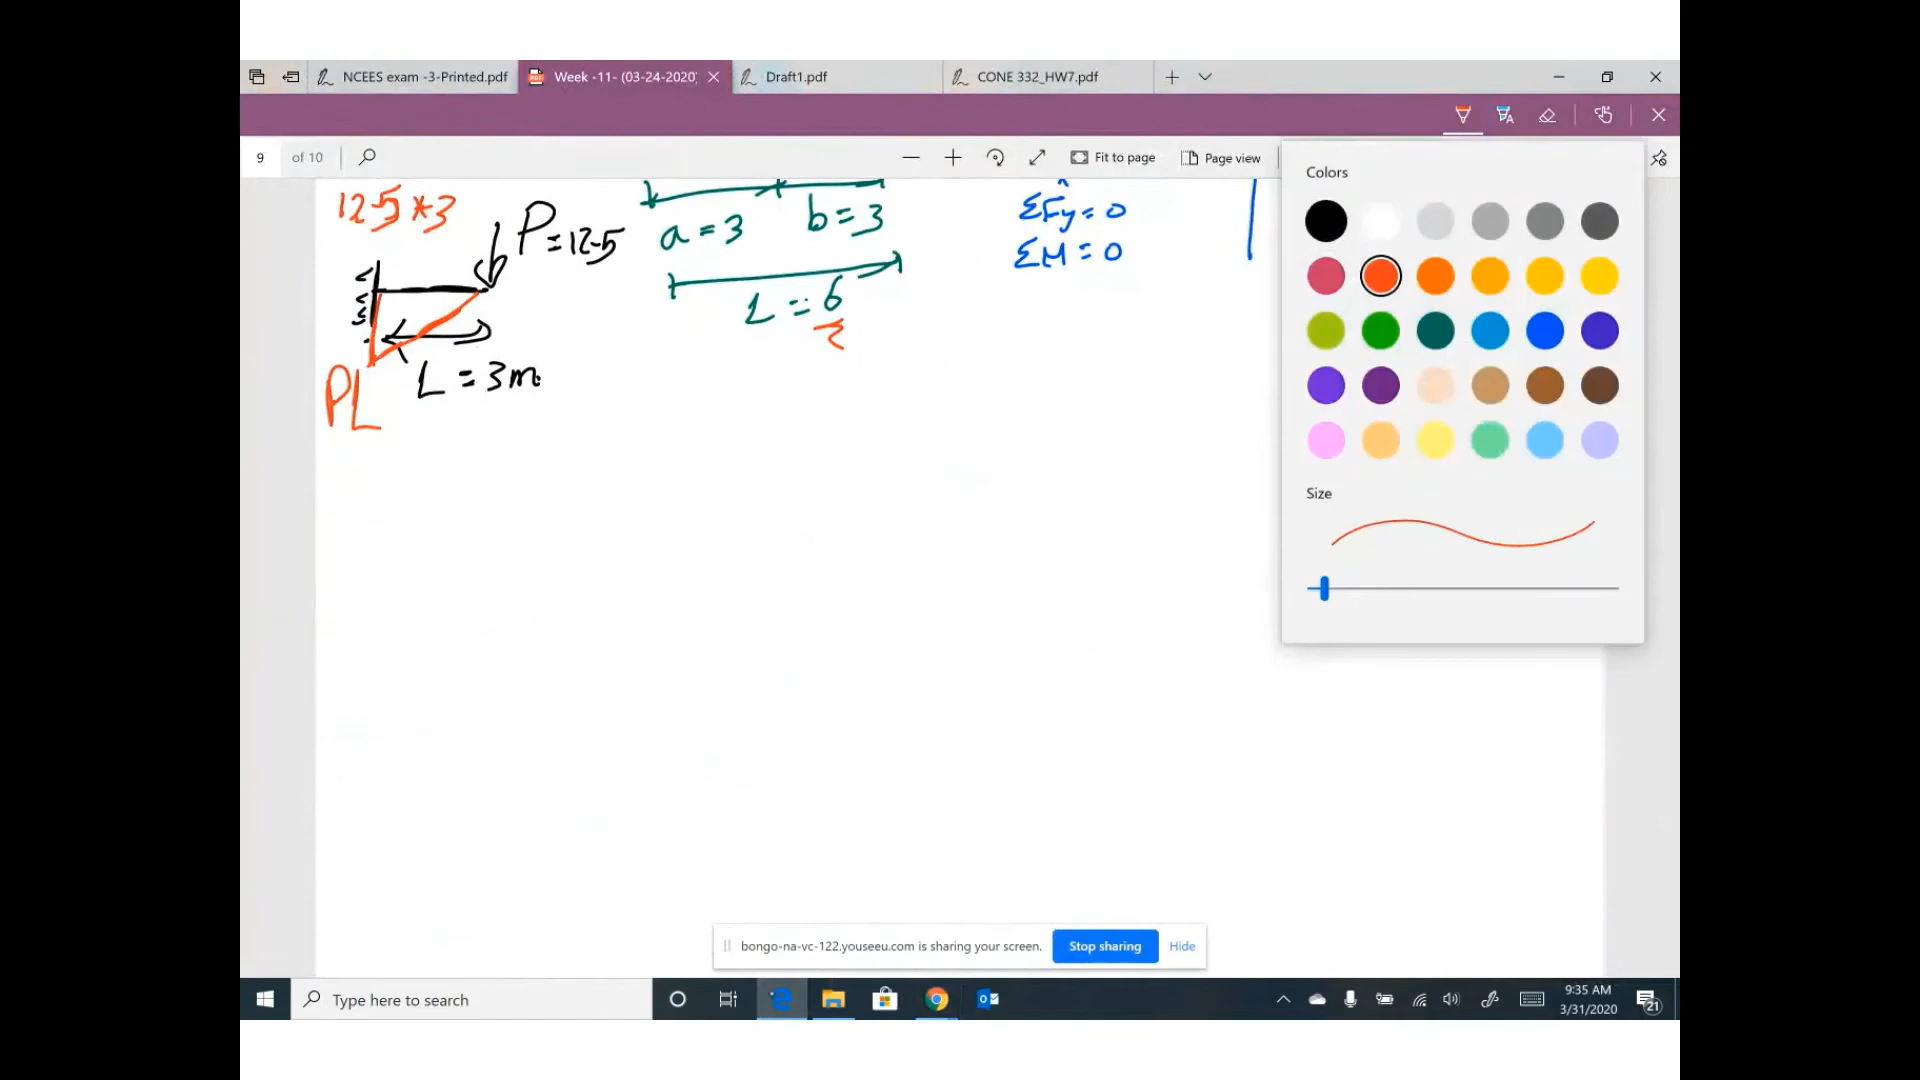 NCEES exam -3-Printed.pdf
Week -11- (03-24-2020)
Draft1.pdf
CONE 332_HW7.pdf
9 of 10
Fit to page
Page view
Colors
12.5*3
P=12.5
a=3
b=3
ΣFy=0
ΣM=0
L=6
L=3m
PL
Size
bongo-na-vc-122.youseeu.com is sharing your screen.
Stop sharing
Hide
Type here to search
9:35 AM
3/31/2020
21